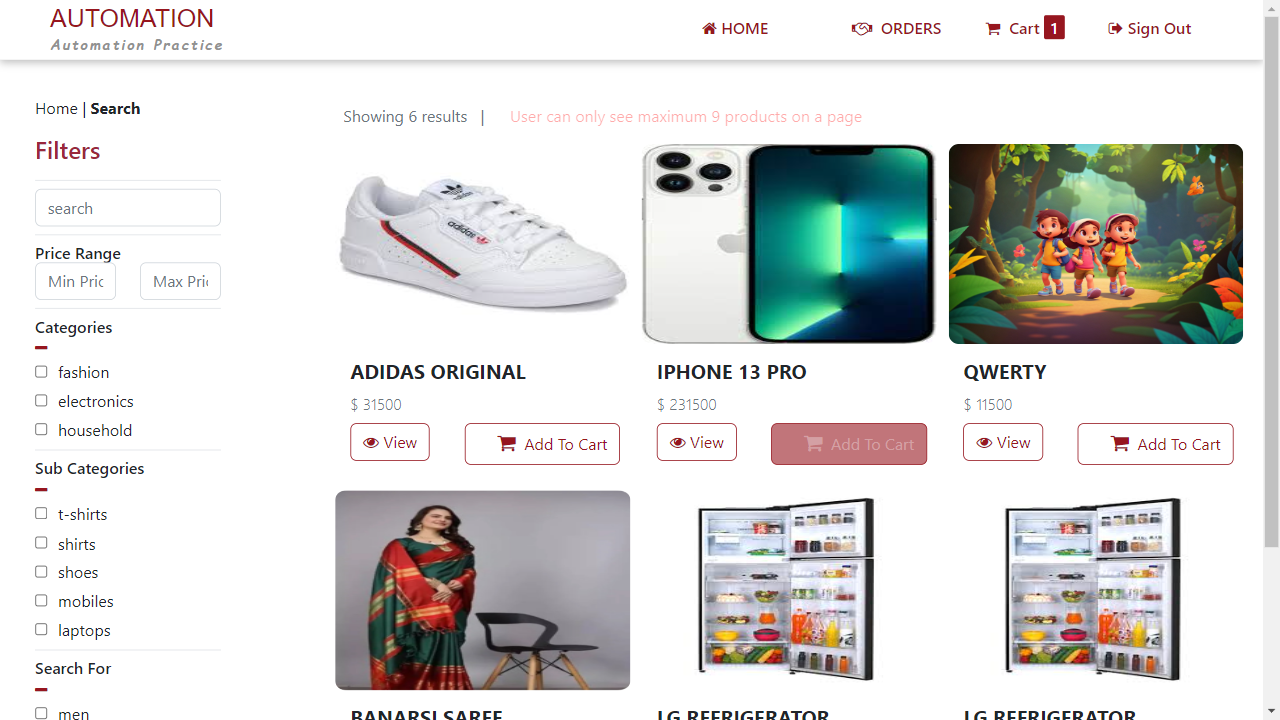 AUTOMATION
Automation Practice
HOME
ORDERS
Cart 1
Sign Out
Home | Search
Filters
search
Price Range
Min Pric
Max Pric
Categories
fashion
electronics
household
Sub Categories
t-shirts
shirts
shoes
mobiles
laptops
Search For
men
Showing 6 results |
User can only see maximum 9 products on a page
adidas
ADIDAS ORIGINAL
$ 31500
View
Add To Cart
IPHONE 13 PRO
$ 231500
View
Add To Cart
QWERTY
$ 11500
View
Add To Cart
BANARSI SAREE
LG REFRIGERATOR
LG REFRIGERATOR